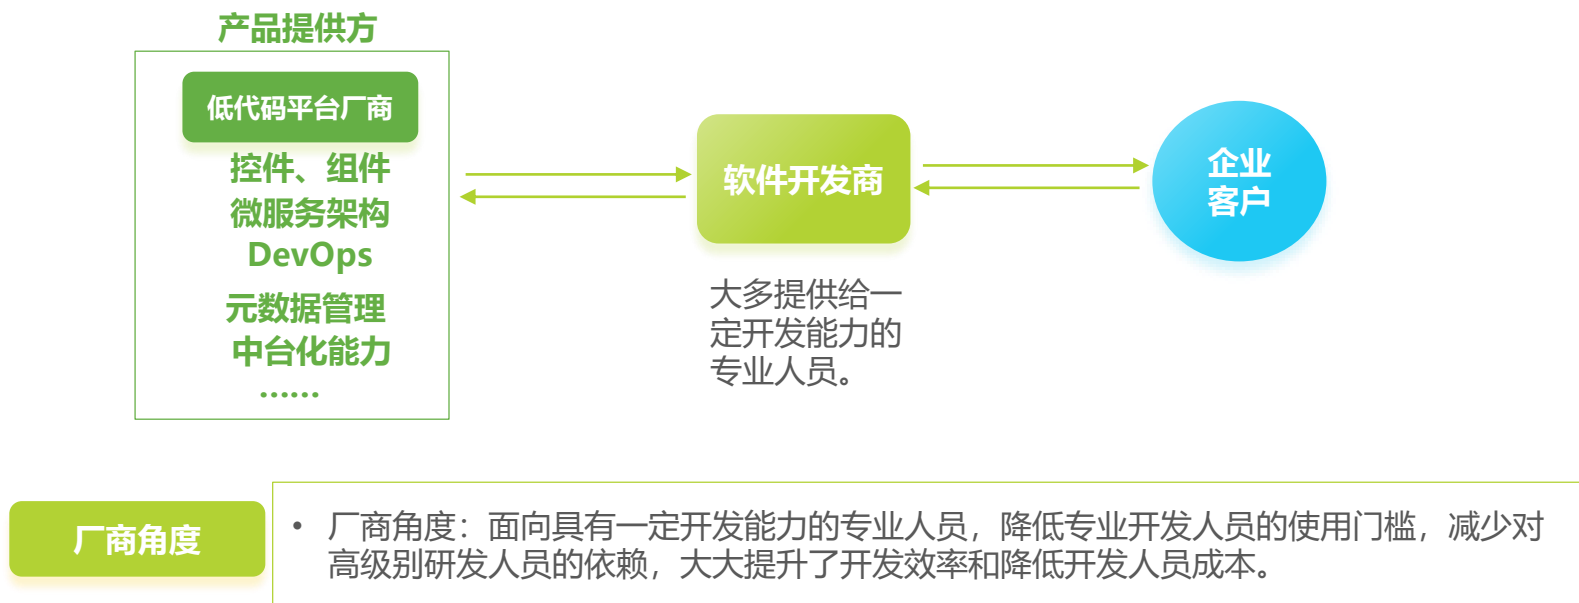 产品提供方
低代码平台厂商
控件、组件
微服务架构
DevOps
元数据管理
中台化能力
……
软件开发商
大多提供给一
定开发能力的
专业人员。
企业
客户
厂商角度
• 厂商角度：面向具有一定开发能力的专业人员，降低专业开发人员的使用门槛，减少对
高级别研发人员的依赖，大大提升了开发效率和降低开发人员成本。